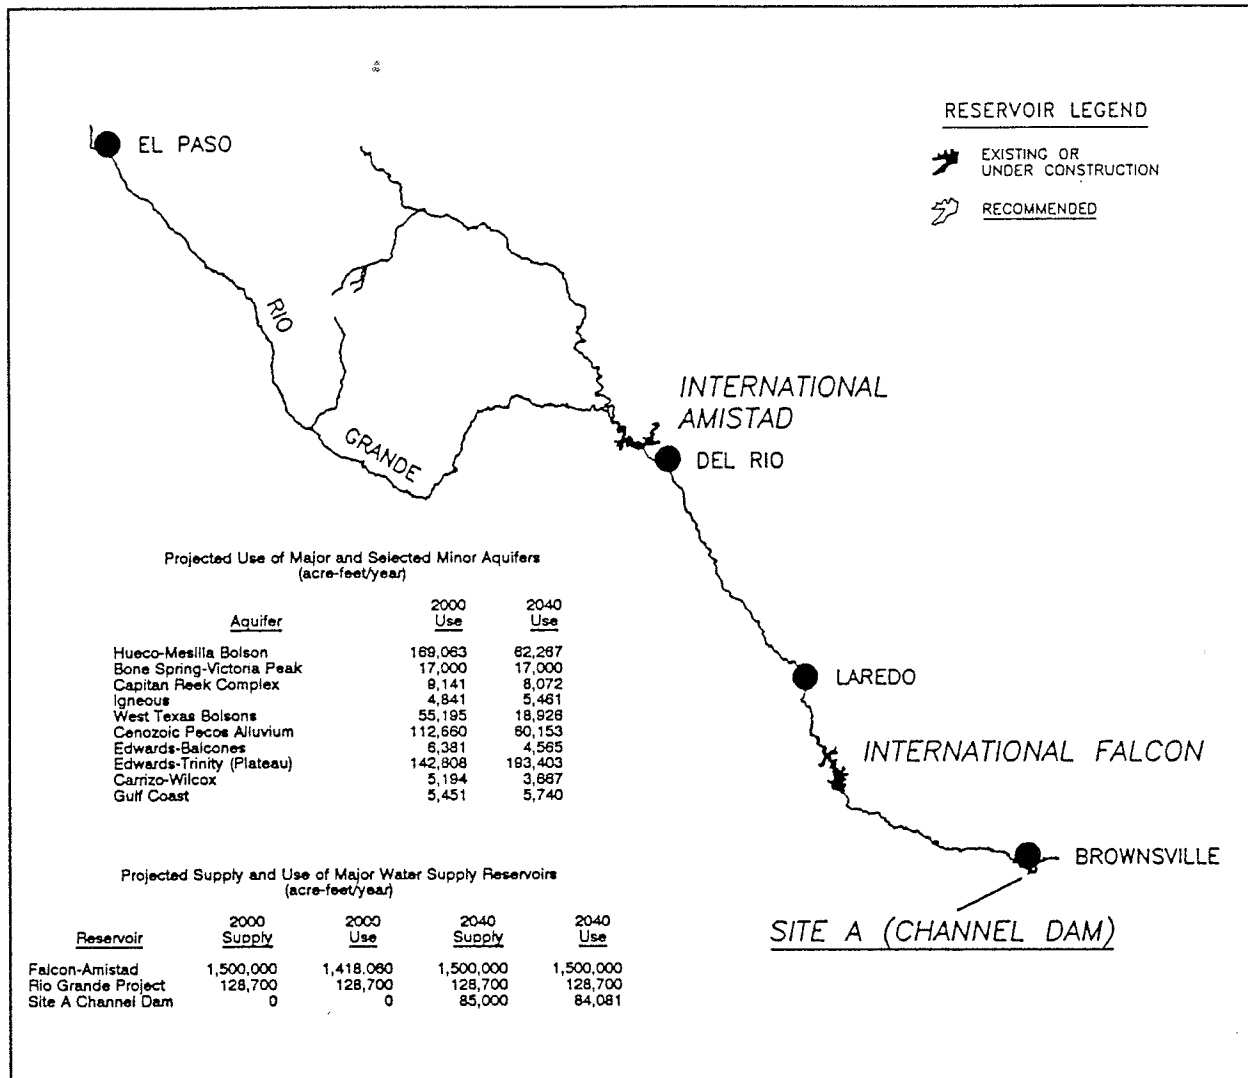 RESERVOIR LEGEND
EXISTING OR
UNDER CONSTRUCTION
RECOMMENDED
EL PASO
RIO
GRANDE
INTERNATIONAL
AMISTAD
DEL RIO
LAREDO
INTERNATIONAL FALCON
BROWNSVILLE
SITE A (CHANNEL DAM)
Projected Use of Major and Selected Minor Aquifers
(acre-feet/year)
2000 2040
Aquifer Use Use
Hueco-Mesilla Bolson 169,063 62,267
Bone Spring-Victoria Peak 17,000 17,000
Capitan Reek Complex 9,141 8,072
Igneous 4,841 5,461
West Texas Bolsons 55,195 18,926
Cenozoic Pecos Alluvium 112,660 60,153
Edwards-Balcones 6,381 4,565
Edwards-Trinity (Plateau) 142,808 193,403
Carrizo-Wilcox 5,194 3,667
Gulf Coast 5,451 5,740
Projected Supply and Use of Major Water Supply Reservoirs
(acre-feet/year)
2000 2000 2040 2040
Reservoir Supply Use Supply Use
Falcon-Amistad 1,500,000 1,418,060 1,500,000 1,500,000
Rio Grande Project 128,700 128,700 128,700 128,700
Site A Channel Dam 0 0 85,000 84,081